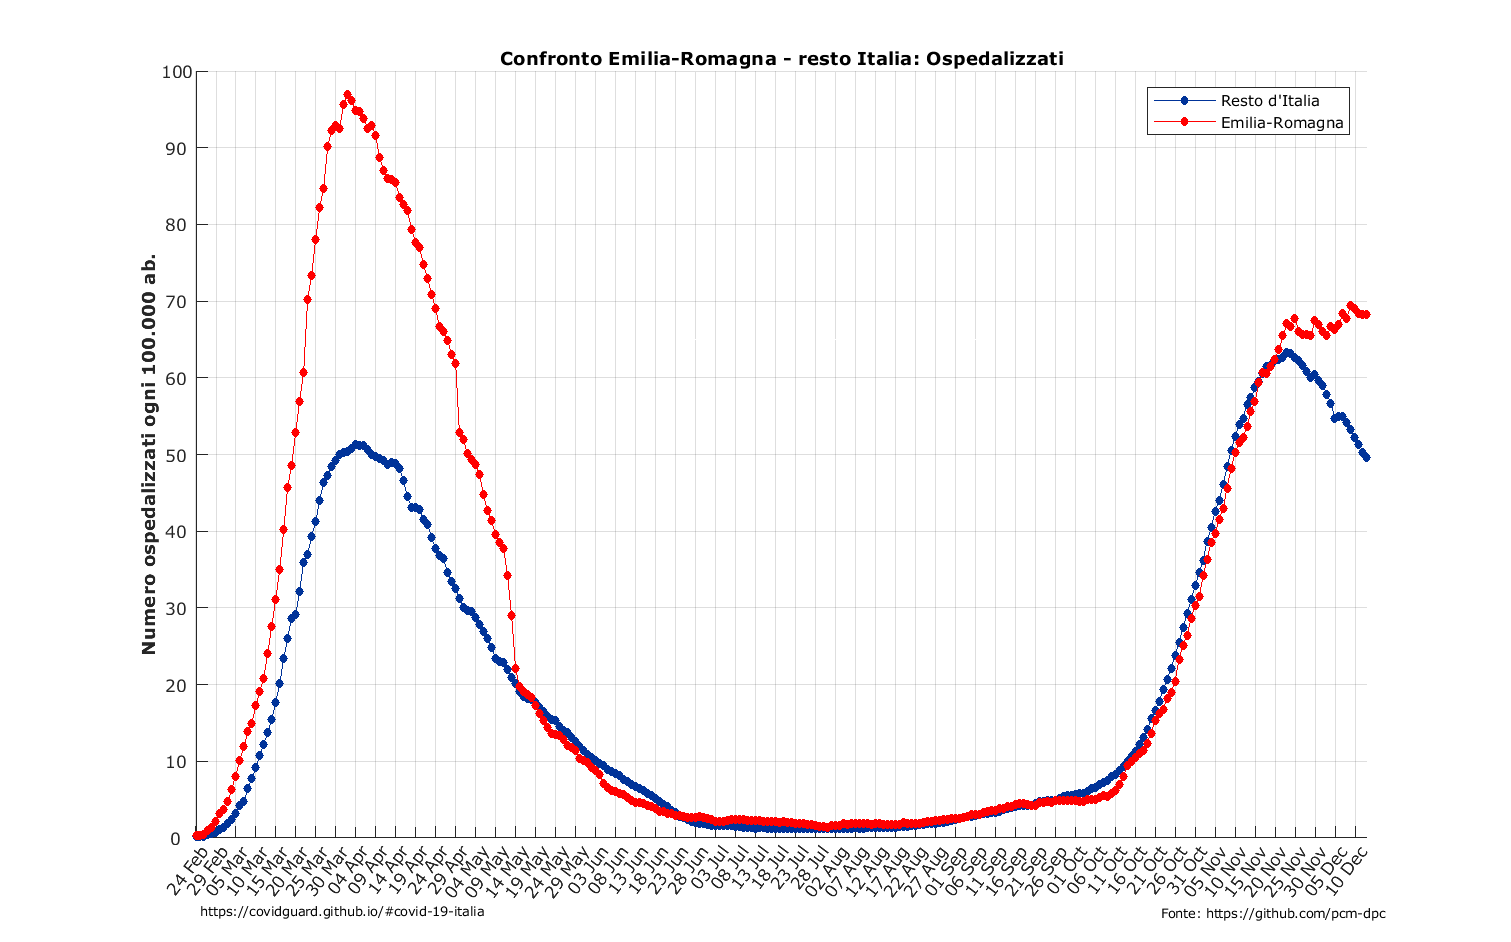 Confronto Emilia-Romagna - resto Italia: Ospedalizzati
Numero ospedalizzati ogni 100.000 ab.
100
90
80
70
60
50
40
30
20
10
0
Resto d'Italia
Emilia-Romagna
24 Feb
29 Feb
05 Mar
10 Mar
15 Mar
20 Mar
25 Mar
30 Mar
04 Apr
09 Apr
14 Apr
19 Apr
24 Apr
29 Apr
04 May
09 May
14 May
19 May
24 May
29 May
03 Jun
08 Jun
13 Jun
18 Jun
23 Jun
28 Jun
03 Jul
08 Jul
13 Jul
18 Jul
23 Jul
28 Jul
02 Aug
07 Aug
12 Aug
17 Aug
22 Aug
27 Aug
01 Sep
06 Sep
11 Sep
16 Sep
21 Sep
26 Sep
01 Oct
06 Oct
11 Oct
16 Oct
21 Oct
26 Oct
31 Oct
05 Nov
10 Nov
15 Nov
20 Nov
25 Nov
30 Nov
05 Dec
10 Dec
https://covidguard.github.io/#covid-19-italia
Fonte: https://github.com/pcm-dpc